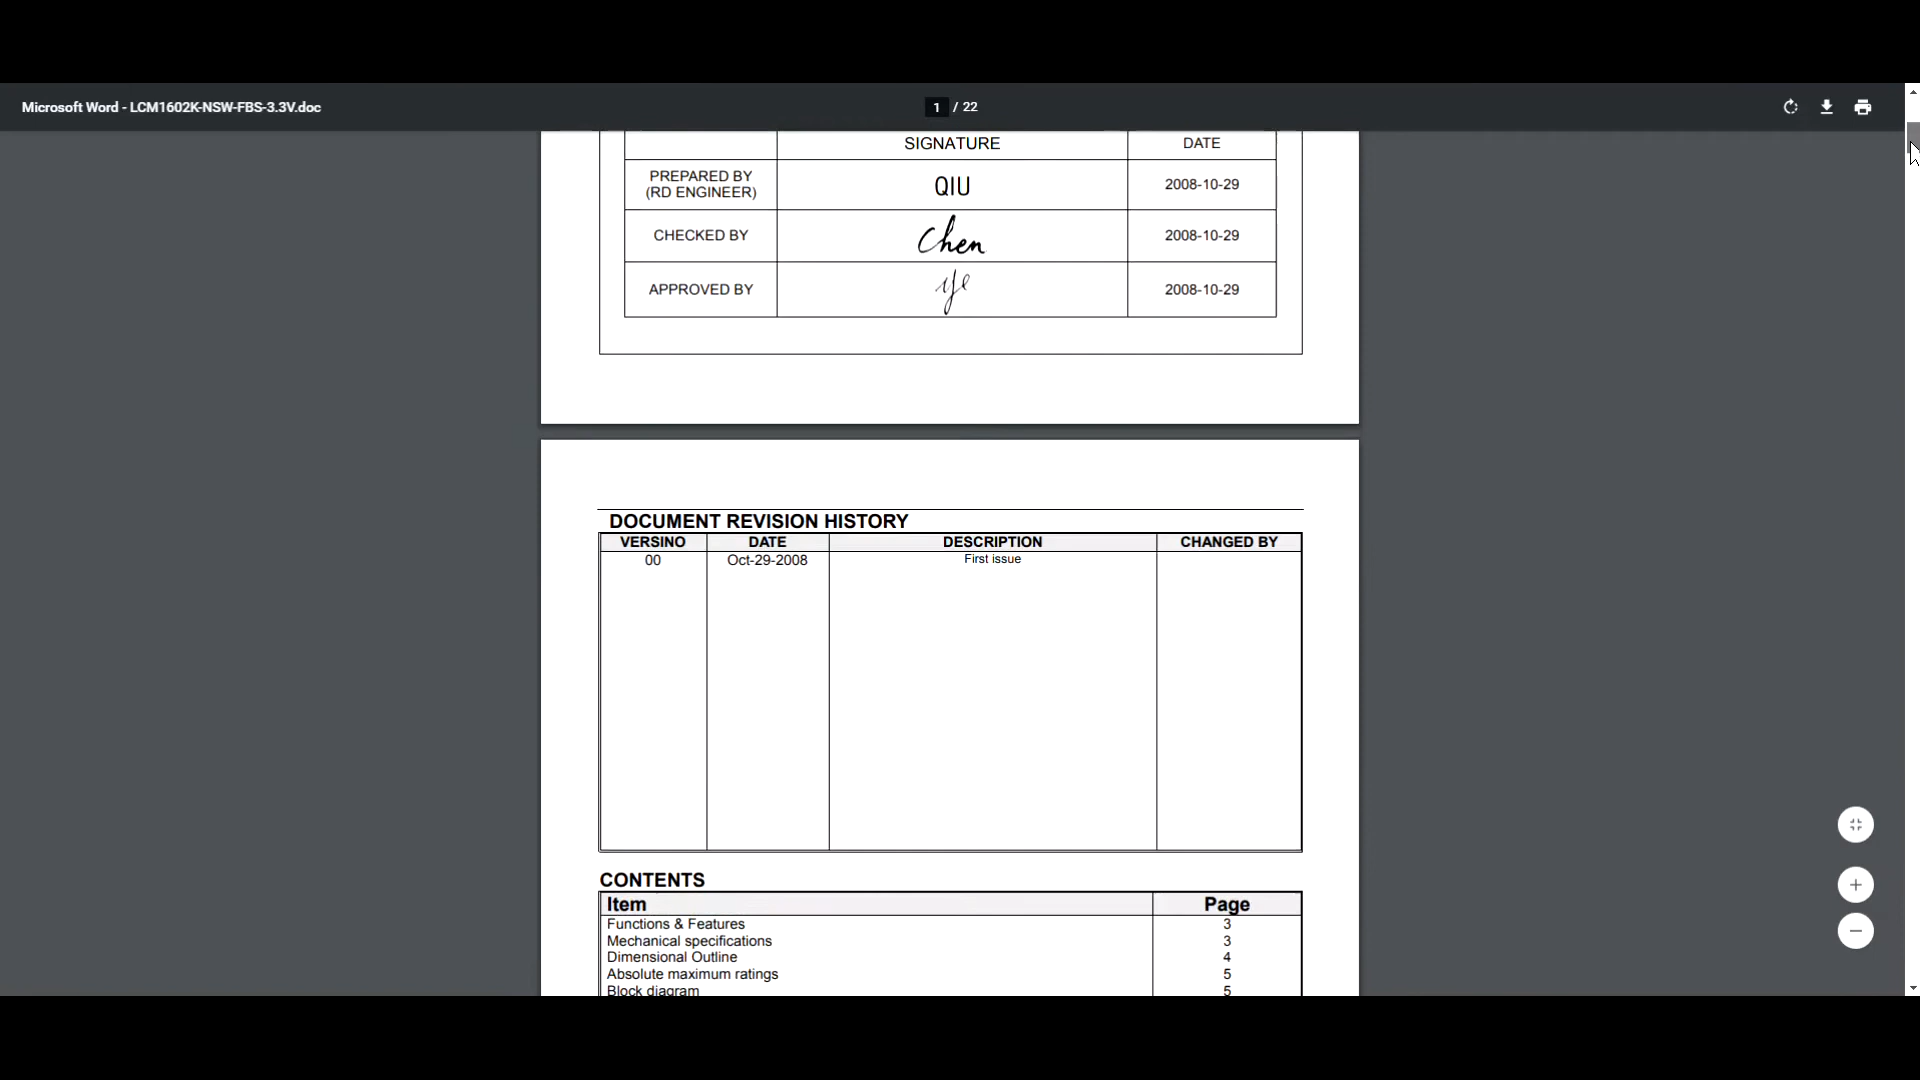 Microsoft Word - LCM1602K-NSW-FBS-3.3V.doc
1 / 22
SIGNATURE DATE
PREPARED BY
(RD ENGINEER) QIU 2008-10-29
CHECKED BY Chen 2008-10-29
APPROVED BY ye 2008-10-29
DOCUMENT REVISION HISTORY
VERSINO DATE DESCRIPTION CHANGED BY
00 Oct-29-2008 First issue
CONTENTS
Item Page
Functions & Features 3
Mechanical specifications 3
Dimensional Outline 4
Absolute maximum ratings 5
Block diagram 5